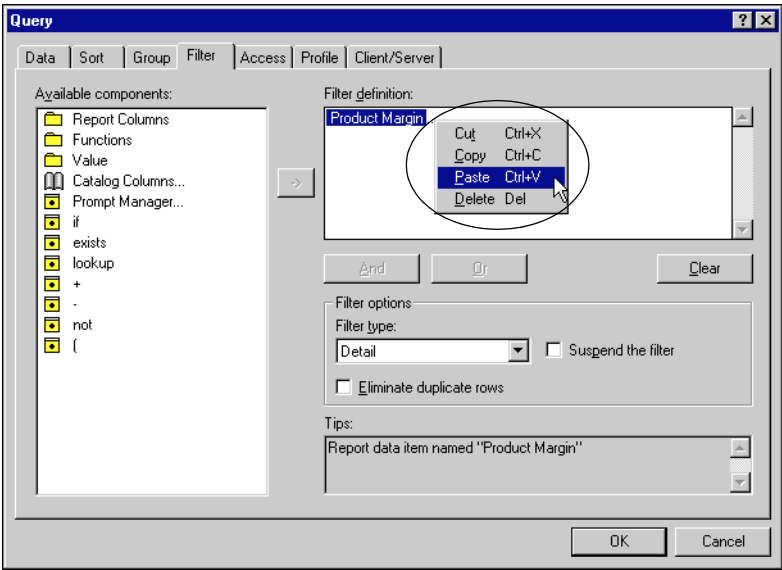 Query
Data Sort Group Filter Access Profile Client/Server
Available components:
Report Columns
Functions
Value
Catalog Columns...
Prompt Manager...
if
exists
lookup
+
-
not
(
Filter definition:
Product Margin
Cut Ctrl+X
Copy Ctrl+C
Paste Ctrl+V
Delete Del
And Or Clear
Filter options
Filter type:
Detail Suspend the filter
Eliminate duplicate rows
Tips:
Report data item named "Product Margin"
OK Cancel